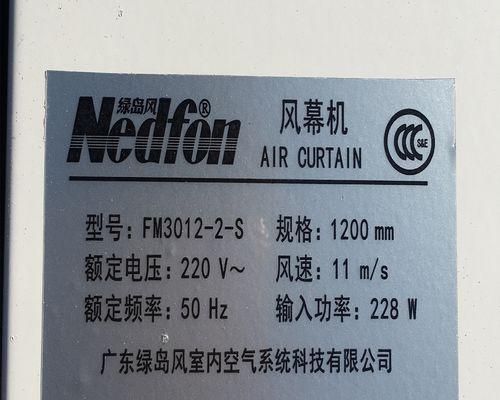 绿岛风
Nedfon®
风幕机
AIR CURTAIN
CCC S&E
型号: FM3012-2-S 规格: 1200 mm
额定电压: 220 V~ 风速: 11 m/s
额定频率: 50 Hz 输入功率: 228 W
广东绿岛风室内空气系统科技有限公司